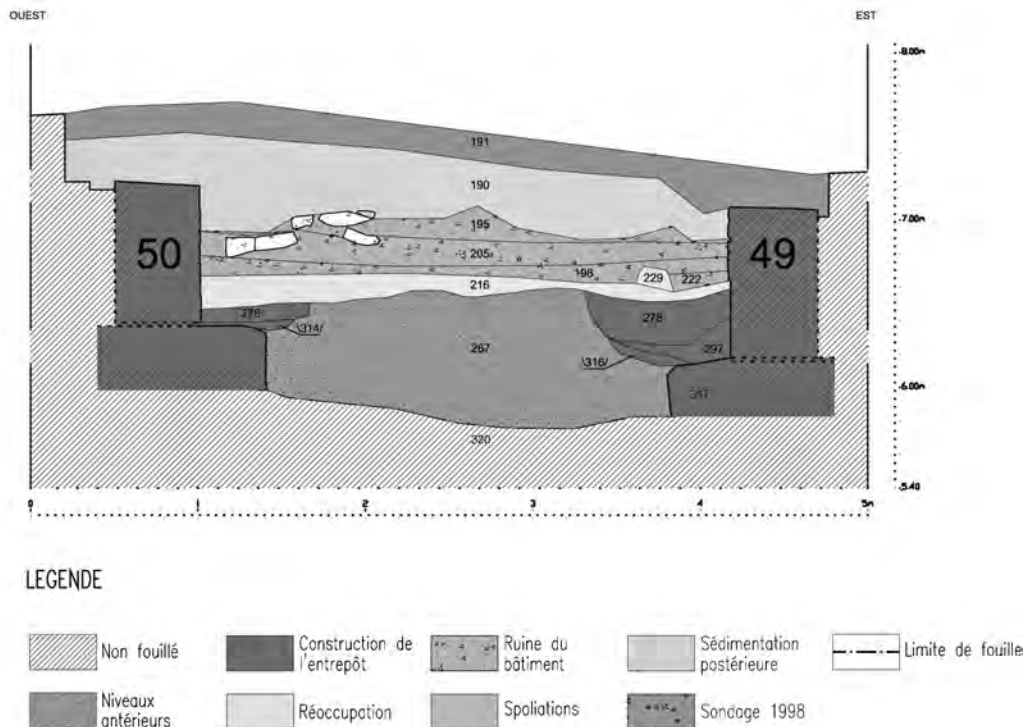 OUEST EST
8.00m
191
190
7.00m
195
50 205 49
198 229 222
216
278 278
\314/ 267 \316/ 297
6.00m
320
5.40
0 1 2 3 4 5m
LEGENDE
Non fouillé
Construction de
l'entrepôt
Ruine du
bâtiment
Sédimentation
postérieure
Limite de fouille
Niveaux
antérieurs
Réoccupation
Spoliations
Sondage 1998